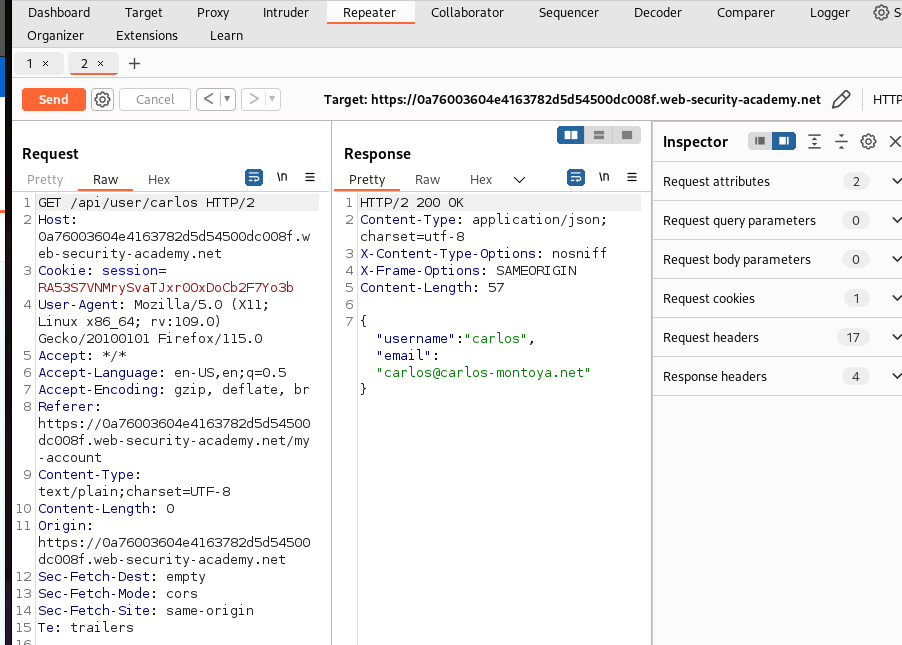 Dashboard Target Proxy Intruder Repeater Collaborator Sequencer Decoder Comparer Logger S
Organizer Extensions Learn
1 × 2 × +
Send Cancel < > Target: https://0a76003604e4163782d5d54500dc008f.web-security-academy.net HTTP
Request
Pretty Raw Hex \n
1 GET /api/user/carlos HTTP/2
2 Host:
0a76003604e4163782d5d54500dc008f.w
eb-security-academy.net
3 Cookie: session=
RA53S7VNMrySvaTJxr0OxDoCb2F7Yo3b
4 User-Agent: Mozilla/5.0 (X11;
Linux x86_64; rv:109.0)
Gecko/20100101 Firefox/115.0
5 Accept: */*
6 Accept-Language: en-US,en;q=0.5
7 Accept-Encoding: gzip, deflate, br
8 Referer:
https://0a76003604e4163782d5d54500
dc008f.web-security-academy.net/my
-account
9 Content-Type:
text/plain;charset=UTF-8
10 Content-Length: 0
11 Origin:
https://0a76003604e4163782d5d54500
dc008f.web-security-academy.net
12 Sec-Fetch-Dest: empty
13 Sec-Fetch-Mode: cors
14 Sec-Fetch-Site: same-origin
15 Te: trailers
16
Response
Pretty Raw Hex \n
1 HTTP/2 200 OK
2 Content-Type: application/json;
charset=utf-8
3 X-Content-Type-Options: nosniff
4 X-Frame-Options: SAMEORIGIN
5 Content-Length: 57
6
7 {
"username":"carlos",
"email":
"carlos@carlos-montoya.net"
}
Inspector
Request attributes 2
Request query parameters 0
Request body parameters 0
Request cookies 1
Request headers 17
Response headers 4